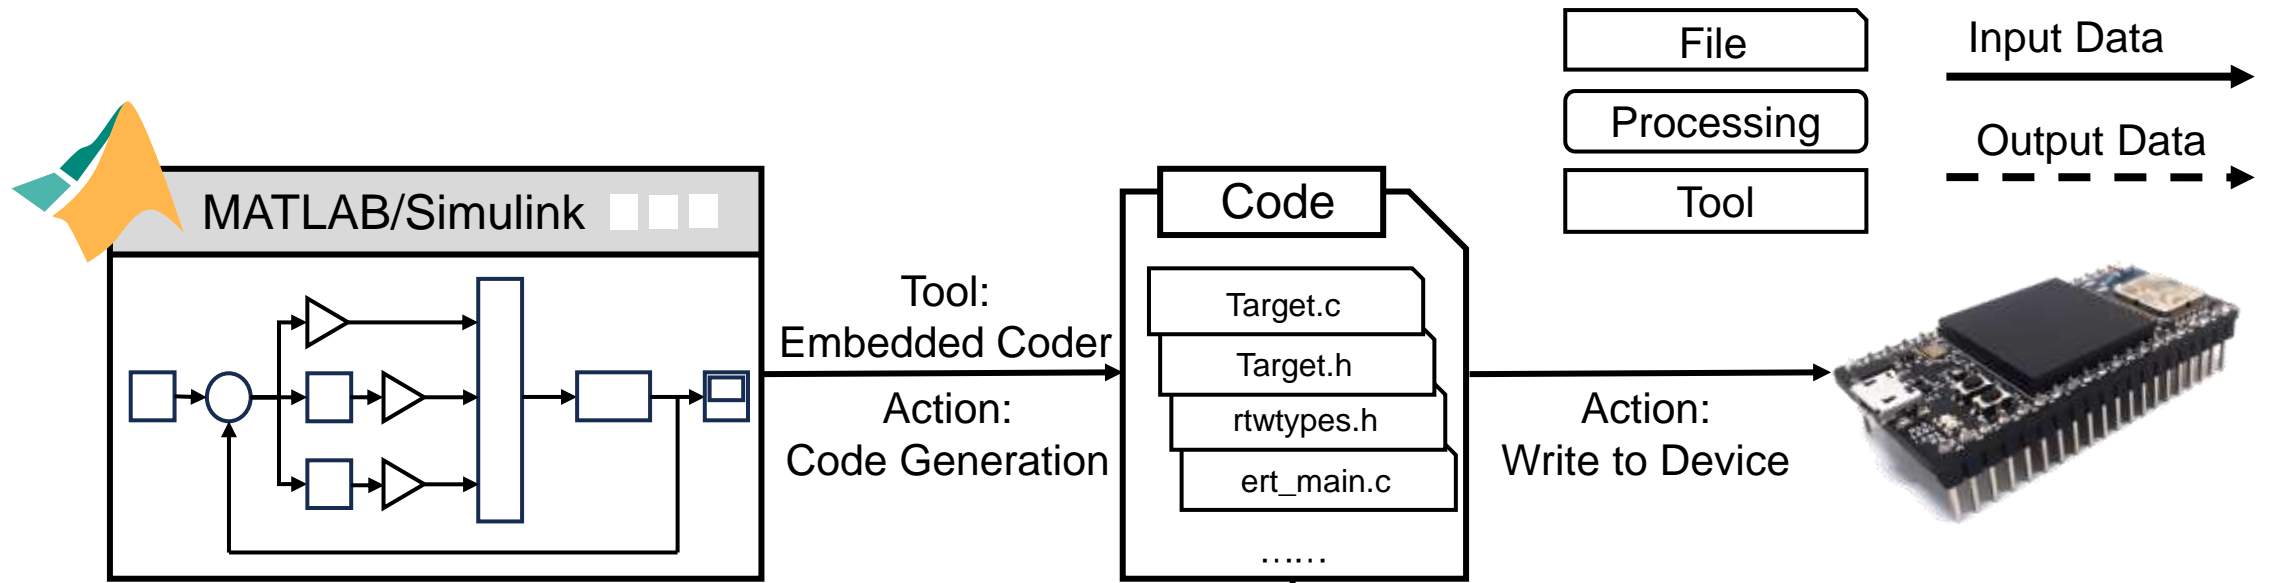 File
Input Data
Processing
Output Data
Tool
MATLAB/Simulink
Code
Tool:
Embedded Coder
Action:
Code Generation
Target.c
Target.h
rtwtypes.h
ert_main.c
……
Action:
Write to Device